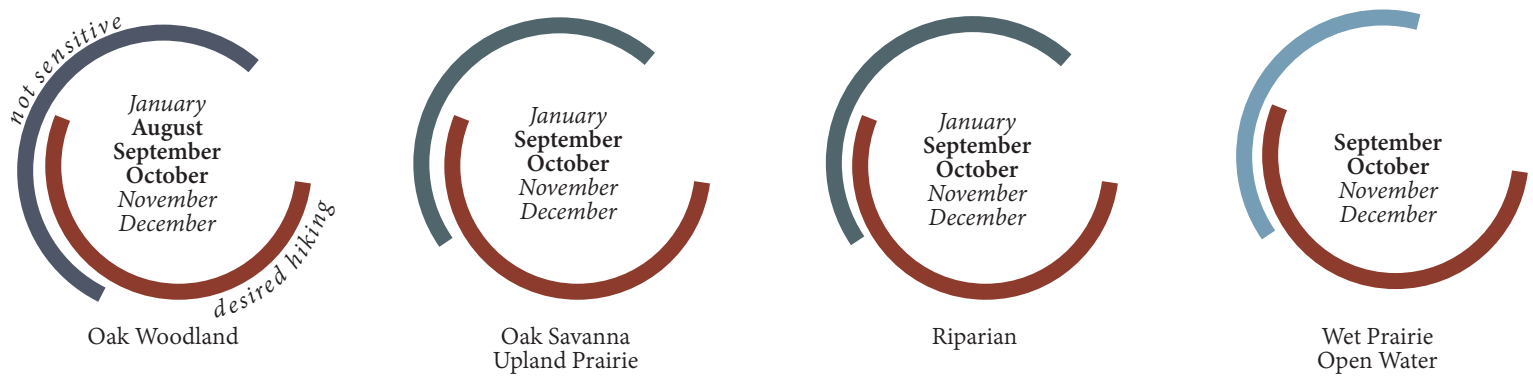 not sensitive
January
August
September
October
November
December
desired hiking
Oak Woodland
January
September
October
November
December
Oak Savanna
Upland Prairie
January
September
October
November
December
Riparian
September
October
November
December
Wet Prairie
Open Water